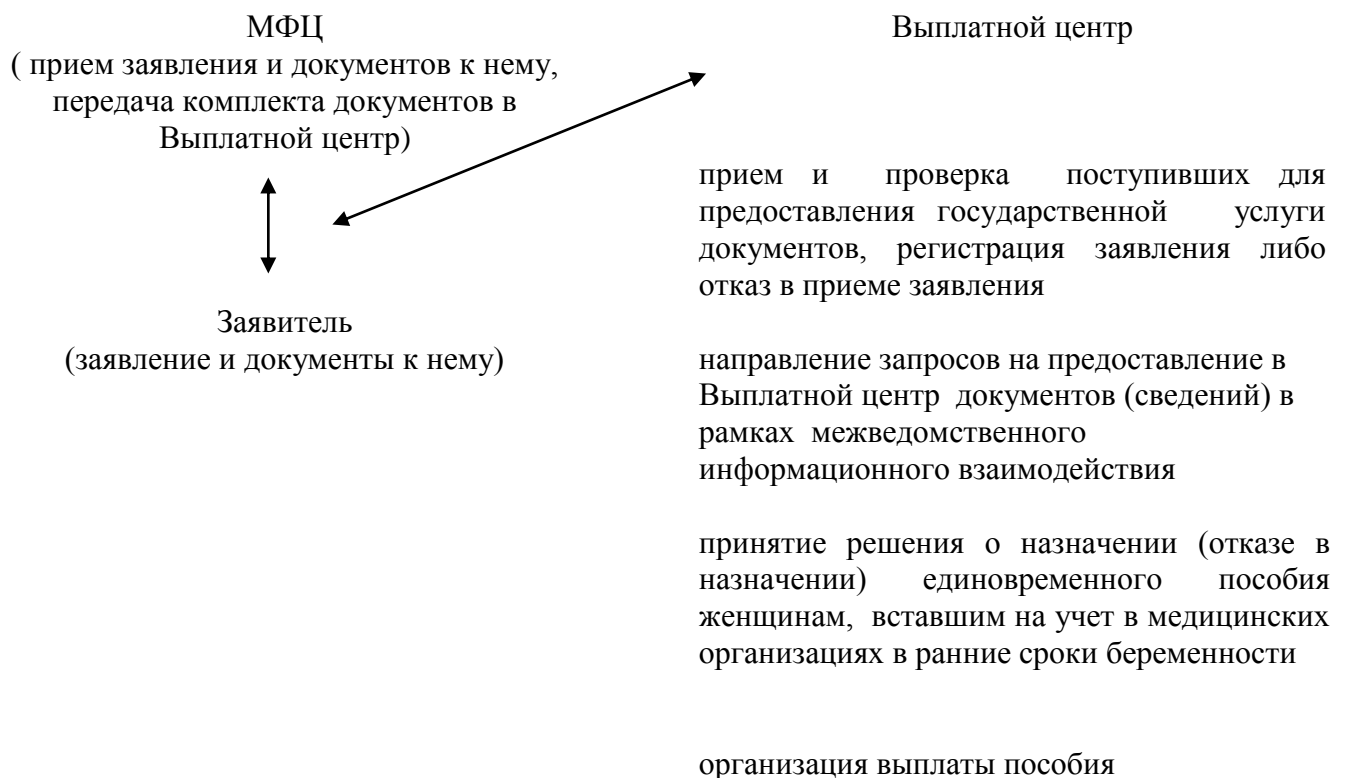 МФЦ
( прием заявления и документов к нему,
передача комплекта документов в
Выплатной центр)
Заявитель
(заявление и документы к нему)
Выплатной центр
прием и проверка поступивших для
предоставления государственной услуги
документов, регистрация заявления либо
отказ в приеме заявления
направление запросов на предоставление в
Выплатной центр документов (сведений) в
рамках межведомственного
информационного взаимодействия
принятие решения о назначении (отказе в
назначении) единовременного пособия
женщинам, вставшим на учет в медицинских
организациях в ранние сроки беременности
организация выплаты пособия